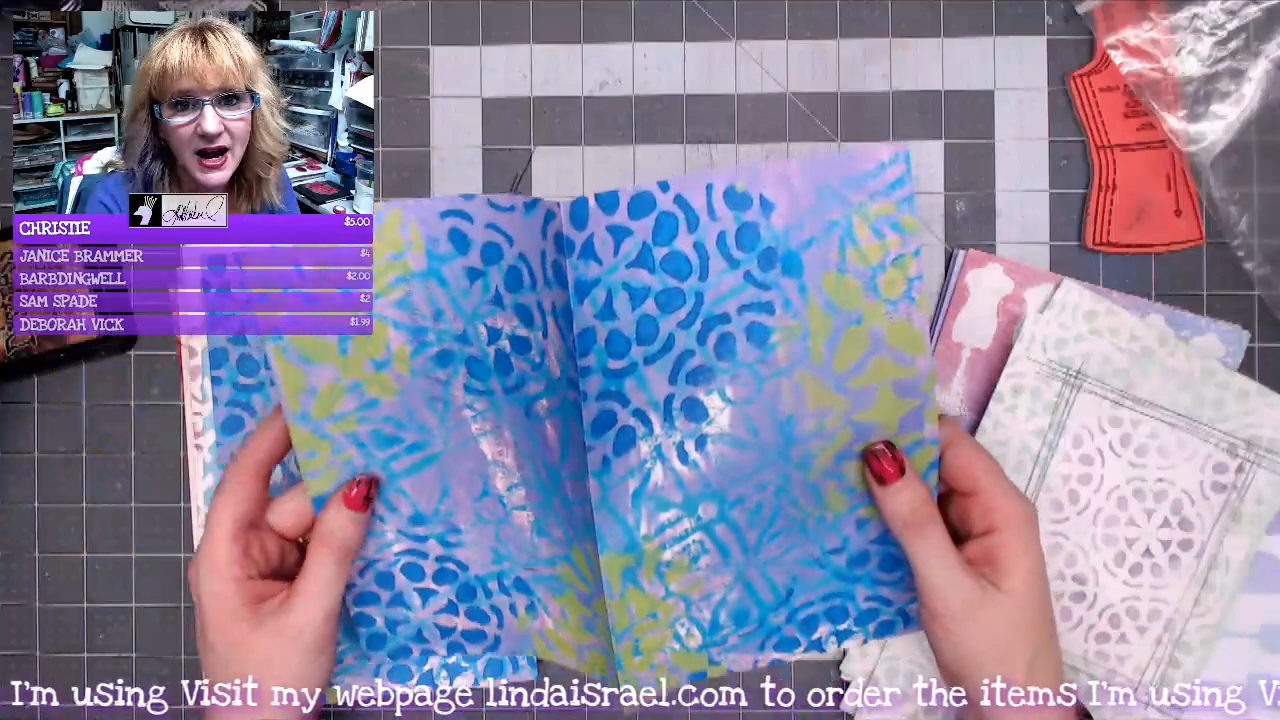 CHRISTIE $5.00
JANICE BRAMMER $4
BARBDINGWELL $2.00
SAM SPADE $2
DEBORAH VICK $1.99
I'm using Visit my webpage lindaisrael.com to order the items I'm using V